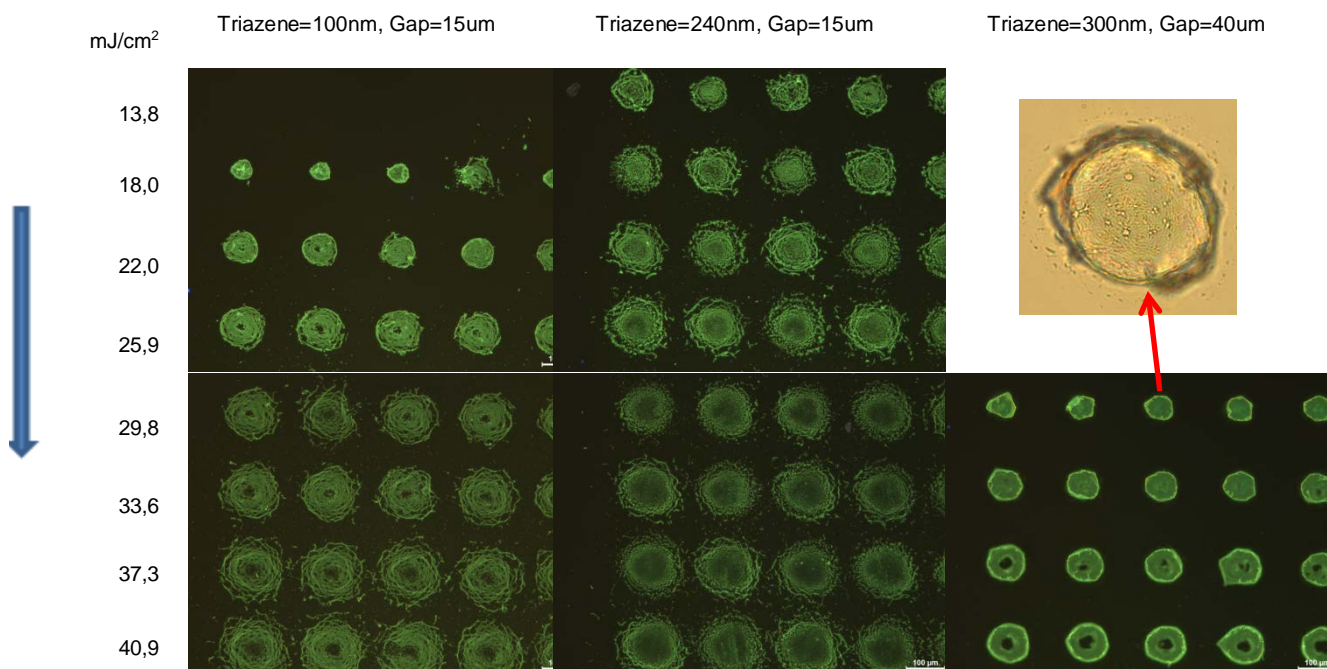 Triazene=100nm, Gap=15um
Triazene=240nm, Gap=15um
Triazene=300nm, Gap=40um
mJ/cm²
13,8
18,0
22,0
25,9
29,8
33,6
37,3
40,9
100 µm
100 µm